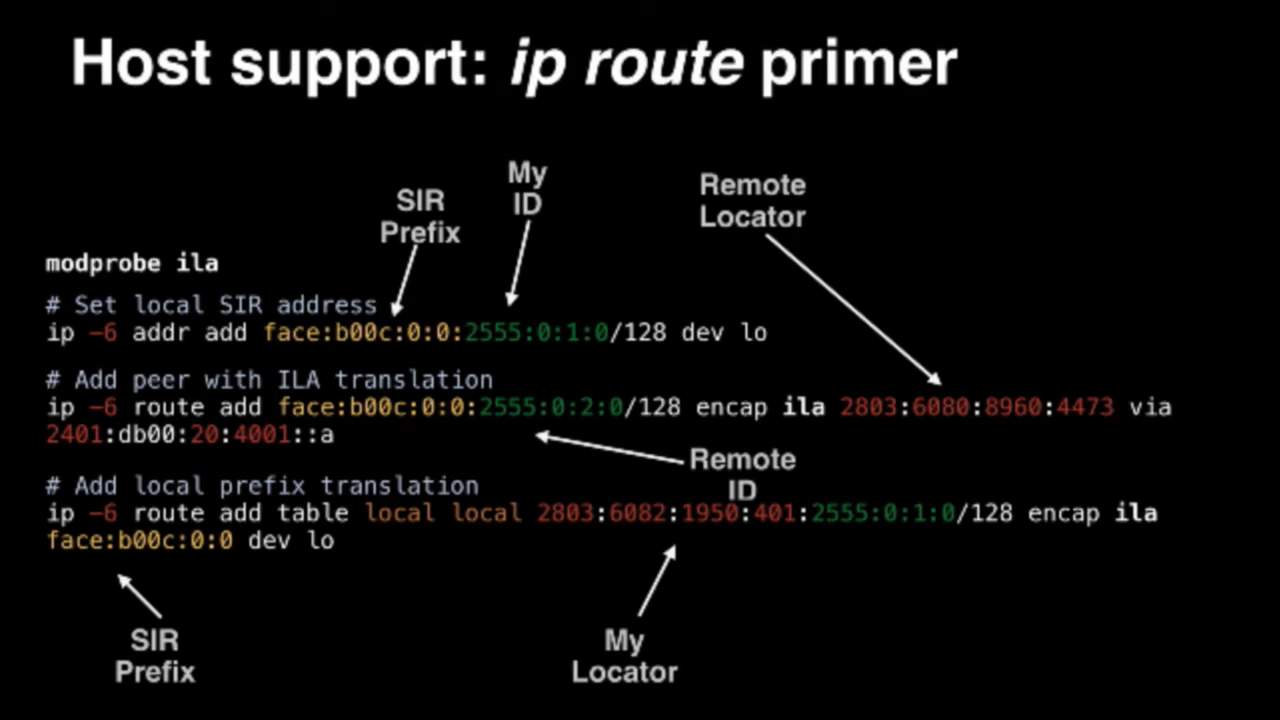 Host support: ip route primer
My
ID
SIR
Prefix
Remote
Locator
modprobe ila
# Set local SIR address
ip -6 addr add face:b00c:0:0:2555:0:1:0/128 dev lo
# Add peer with ILA translation
ip -6 route add face:b00c:0:0:2555:0:2:0/128 encap ila 2803:6080:8960:4473 via
2401:db00:20:4001::a
Remote
ID
# Add local prefix translation
ip -6 route add table local local 2803:6082:1950:401:2555:0:1:0/128 encap ila
face:b00c:0:0 dev lo
SIR
Prefix
My
Locator